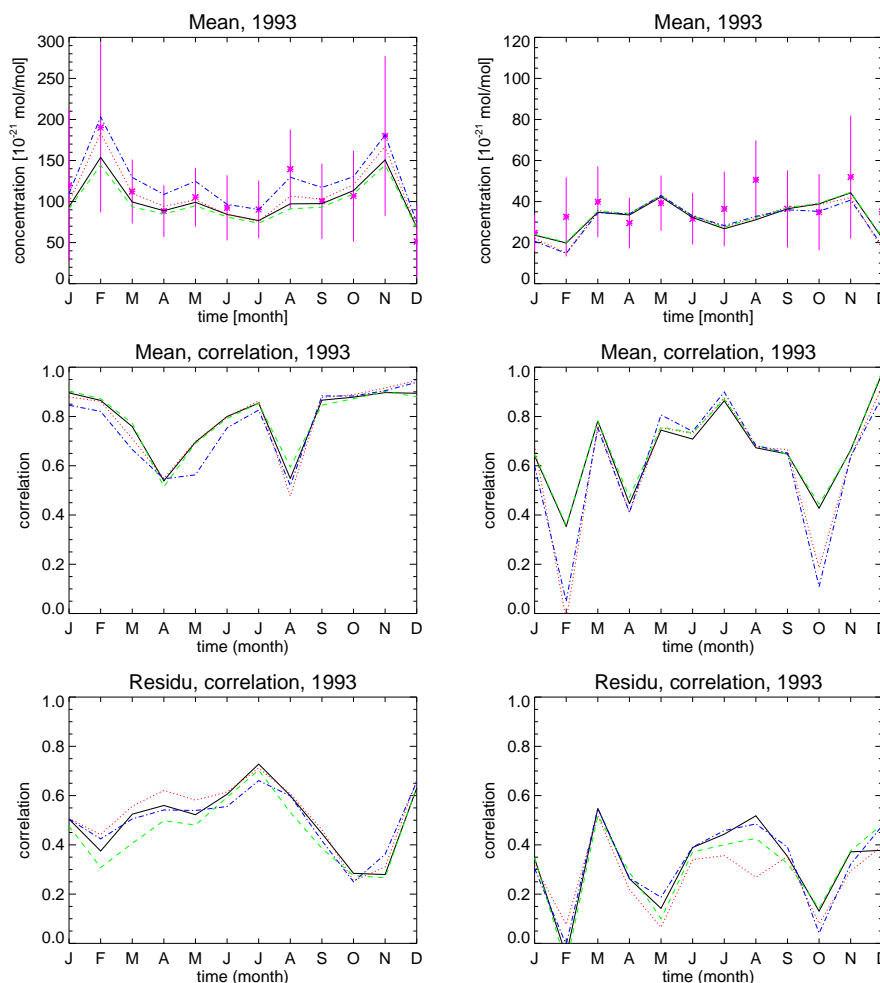 Mean, 1993
concentration [10⁻²¹ mol/mol]
300
250
200
150
100
50
0
J F M A M J J A S O N D
time [month]
Mean, 1993
concentration [10⁻²¹ mol/mol]
120
100
80
60
40
20
0
J F M A M J J A S O N D
time [month]
Mean, correlation, 1993
correlation
1.0
0.8
0.6
0.4
0.2
0.0
J F M A M J J A S O N D
time (month)
Mean, correlation, 1993
correlation
1.0
0.8
0.6
0.4
0.2
0.0
J F M A M J J A S O N D
time (month)
Residu, correlation, 1993
correlation
1.0
0.8
0.6
0.4
0.2
0.0
J F M A M J J A S O N D
time (month)
Residu, correlation, 1993
correlation
1.0
0.8
0.6
0.4
0.2
0.0
J F M A M J J A S O N D
time (month)